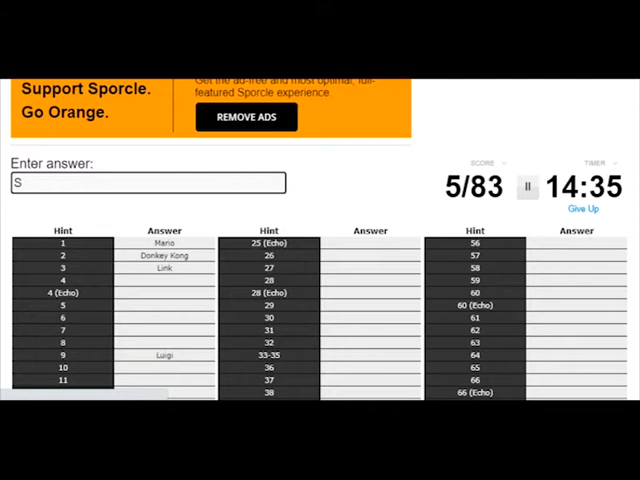 Support Sporcle.
Go Orange.
Get the ad-free and most optimal, full-
featured Sporcle experience.
REMOVE ADS
Enter answer:
S
SCORE
5/83
TIMER
14:35
Give Up
Hint Answer Hint Answer Hint Answer
1 Mario 25 (Echo) 56
2 Donkey Kong 26 57
3 Link 27 58
4 28 59
4 (Echo) 28 (Echo) 60
5 29 60 (Echo)
6 30 61
7 31 62
8 32 63
9 Luigi 33-35 64
10 36 65
11 37 66
38 66 (Echo)